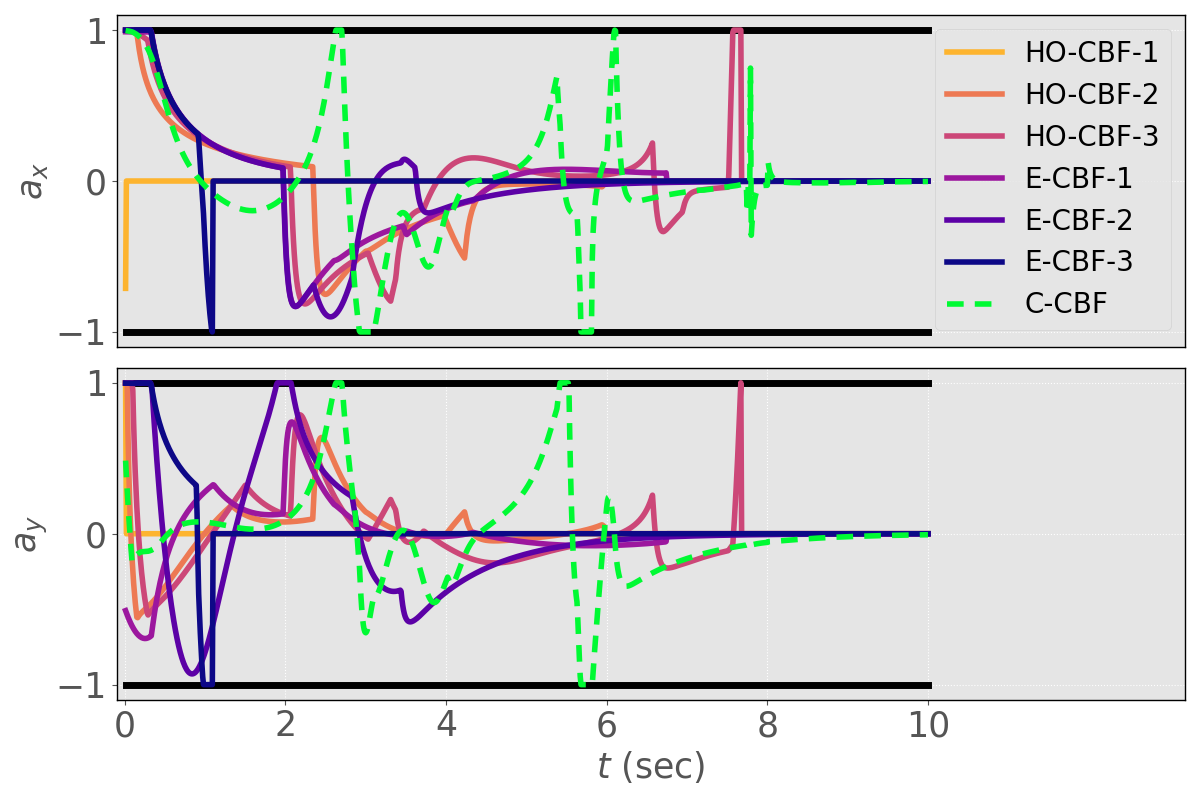 1
0
−1
a_x
HO-CBF-1
HO-CBF-2
HO-CBF-3
E-CBF-1
E-CBF-2
E-CBF-3
C-CBF
1
0
−1
a_y
0 2 4 6 8 10
t (sec)